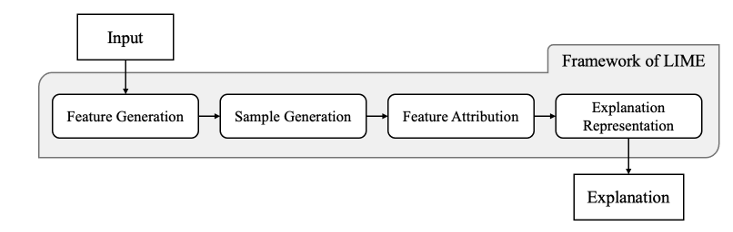 Input
Framework of LIME
Feature Generation
Sample Generation
Feature Attribution
Explanation
Representation
Explanation